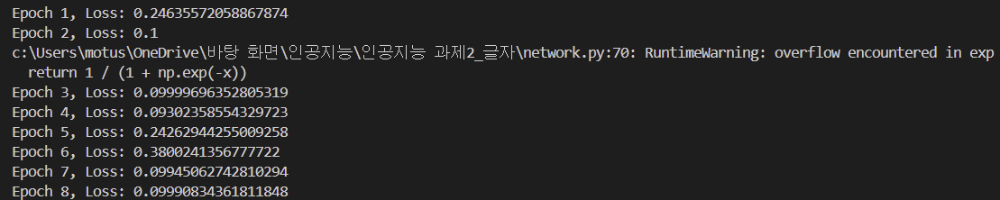 Epoch 1, Loss: 0.24635572058867874
Epoch 2, Loss: 0.1
c:\Users\motus\OneDrive\바탕 화면\인공지능\인공지능 과제2_글자\network.py:70: RuntimeWarning: overflow encountered in exp
  return 1 / (1 + np.exp(-x))
Epoch 3, Loss: 0.09999696352805319
Epoch 4, Loss: 0.09302358554329723
Epoch 5, Loss: 0.24262944255009258
Epoch 6, Loss: 0.3800241356777722
Epoch 7, Loss: 0.09945062742810294
Epoch 8, Loss: 0.09990834361811848